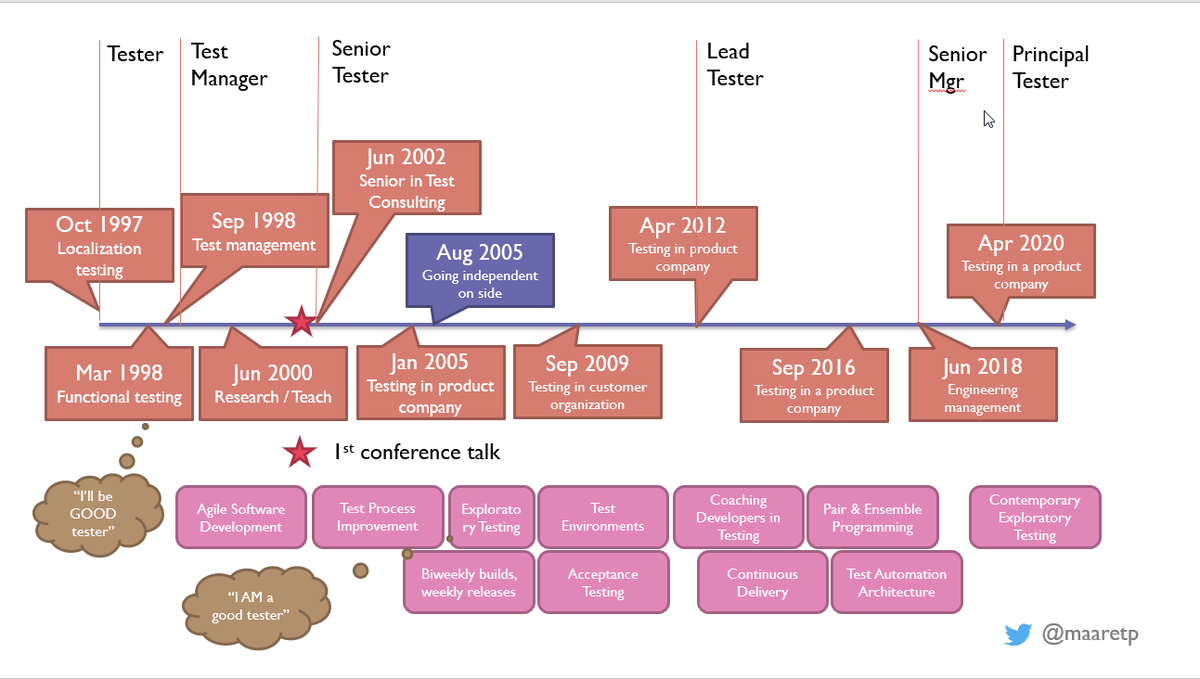 Tester
Test
Manager
Senior
Tester
Lead
Tester
Senior
Mgr
Principal
Tester
Oct 1997
Localization
testing
Sep 1998
Test management
Jun 2002
Senior in Test
Consulting
Aug 2005
Going independent
on side
Apr 2012
Testing in product
company
Apr 2020
Testing in a product
company
Mar 1998
Functional testing
Jun 2000
Research / Teach
Jan 2005
Testing in product
company
Sep 2009
Testing in customer
organization
Sep 2016
Testing in a product
company
Jun 2018
Engineering
management
1st conference talk
“I’ll be
GOOD
tester”
Agile Software
Development
Test Process
Improvement
Explorato
ry Testing
Test
Environments
Coaching
Developers in
Testing
Pair & Ensemble
Programming
Contemporary
Exploratory
Testing
“I AM a
good tester”
Biweekly builds,
weekly releases
Acceptance
Testing
Continuous
Delivery
Test Automation
Architecture
@maaretp